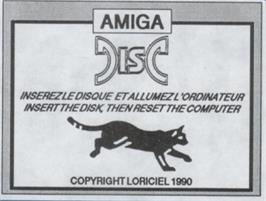 AMIGA
DISC
INSEREZ LE DISQUE ET ALLUMEZ L'ORDINATEUR
INSERT THE DISK, THEN RESET THE COMPUTER
COPYRIGHT LORICIEL 1990